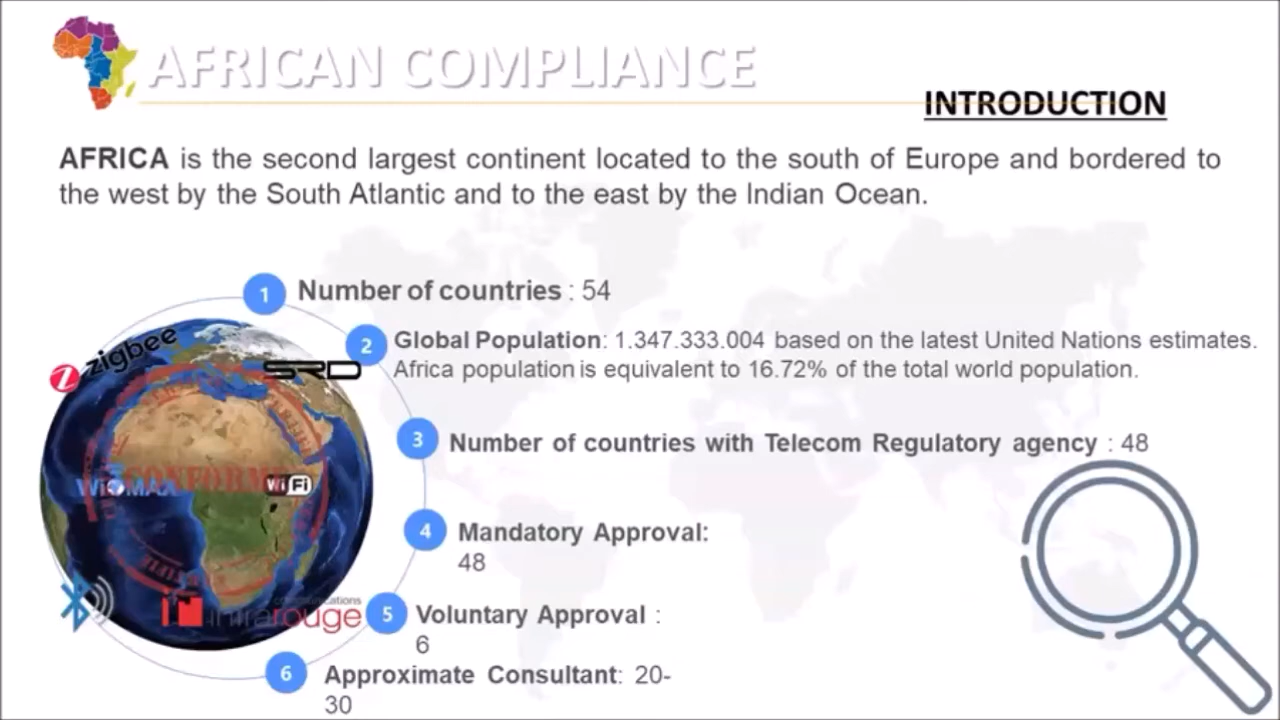 AFRICAN COMPLIANCE
INTRODUCTION
AFRICA is the second largest continent located to the south of Europe and bordered to
the west by the South Atlantic and to the east by the Indian Ocean.
1 Number of countries : 54
2 Global Population: 1.347.333.004 based on the latest United Nations estimates.
Africa population is equivalent to 16.72% of the total world population.
3 Number of countries with Telecom Regulatory agency : 48
4 Mandatory Approval:
48
5 Voluntary Approval :
6
6 Approximate Consultant: 20-
30
zigbee
SRD
CONFORME
WiMAX
Wi Fi
communications
infrarouge